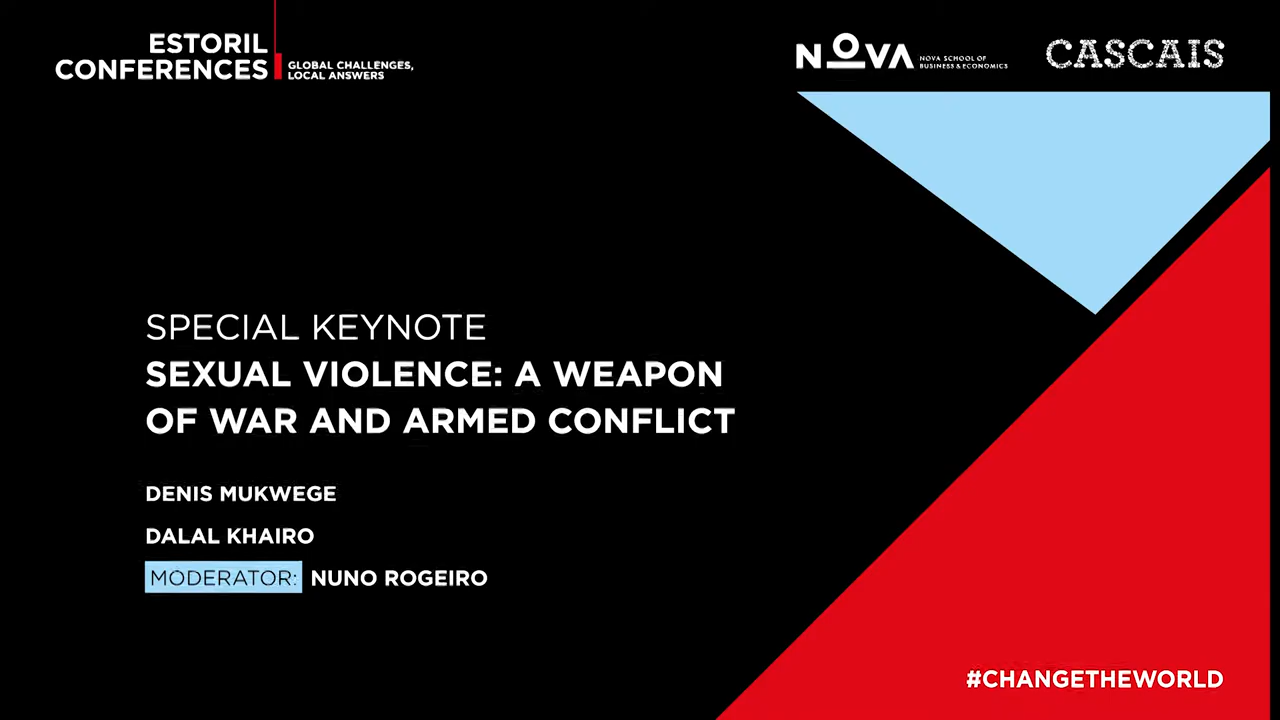 ESTORIL
CONFERENCES
GLOBAL CHALLENGES,
LOCAL ANSWERS
NOVA
NOVA SCHOOL OF
BUSINESS & ECONOMICS
CASCAIS
SPECIAL KEYNOTE
SEXUAL VIOLENCE: A WEAPON
OF WAR AND ARMED CONFLICT
DENIS MUKWEGE
DALAL KHAIRO
MODERATOR: NUNO ROGEIRO
#CHANGETHEWORLD